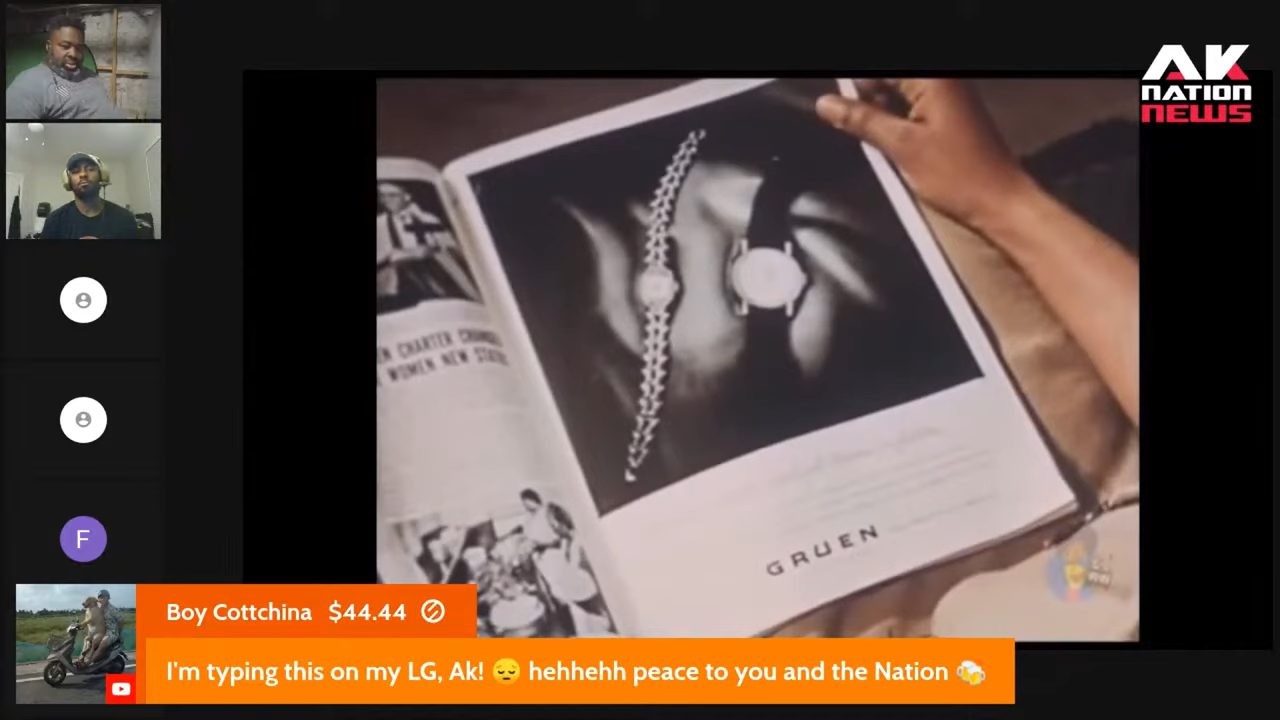 AK
NATION
NEWS
EN CHARTER CHANGE
WOMEN NEW STATUS
GRUEN
F
Boy Cottchina $44.44
I'm typing this on my LG, Ak! 😔 hehhehh peace to you and the Nation 🍻